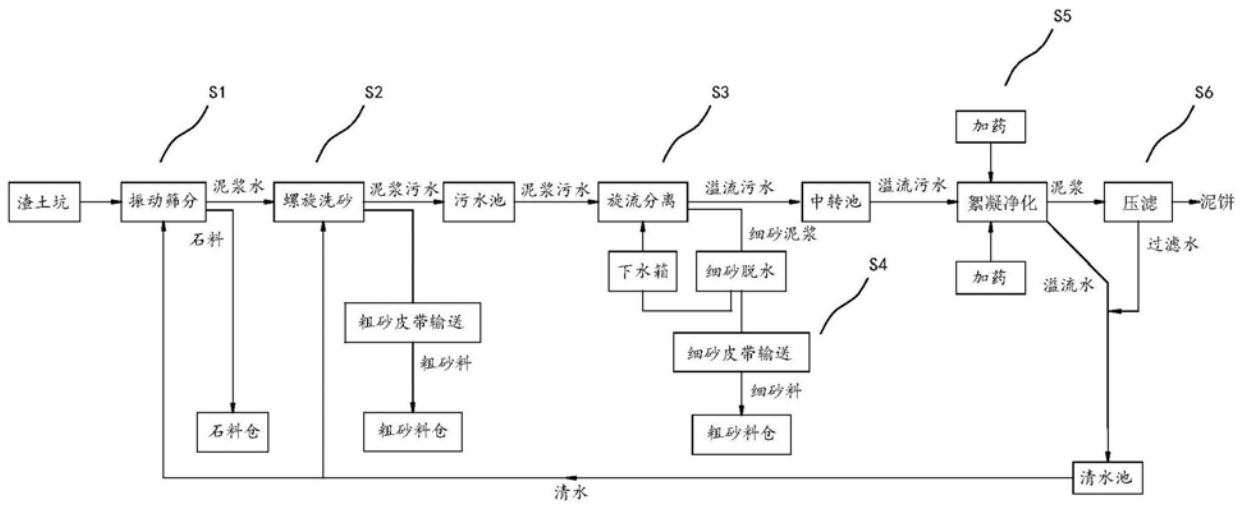 S5
S1
S2
S3
S6
加药
渣土坑
振动筛分
泥浆水
螺旋洗砂
泥浆污水
污水池
泥浆污水
旋流分离
溢流污水
中转池
溢流污水
絮凝净化
泥浆
压滤
泥饼
石料
细砂泥浆
过滤水
下水箱
细砂脱水
S4
加药
溢流水
粗砂皮带输送
细砂皮带输送
粗砂料
细砂料
石料仓
粗砂料仓
粗砂料仓
清水池
清水